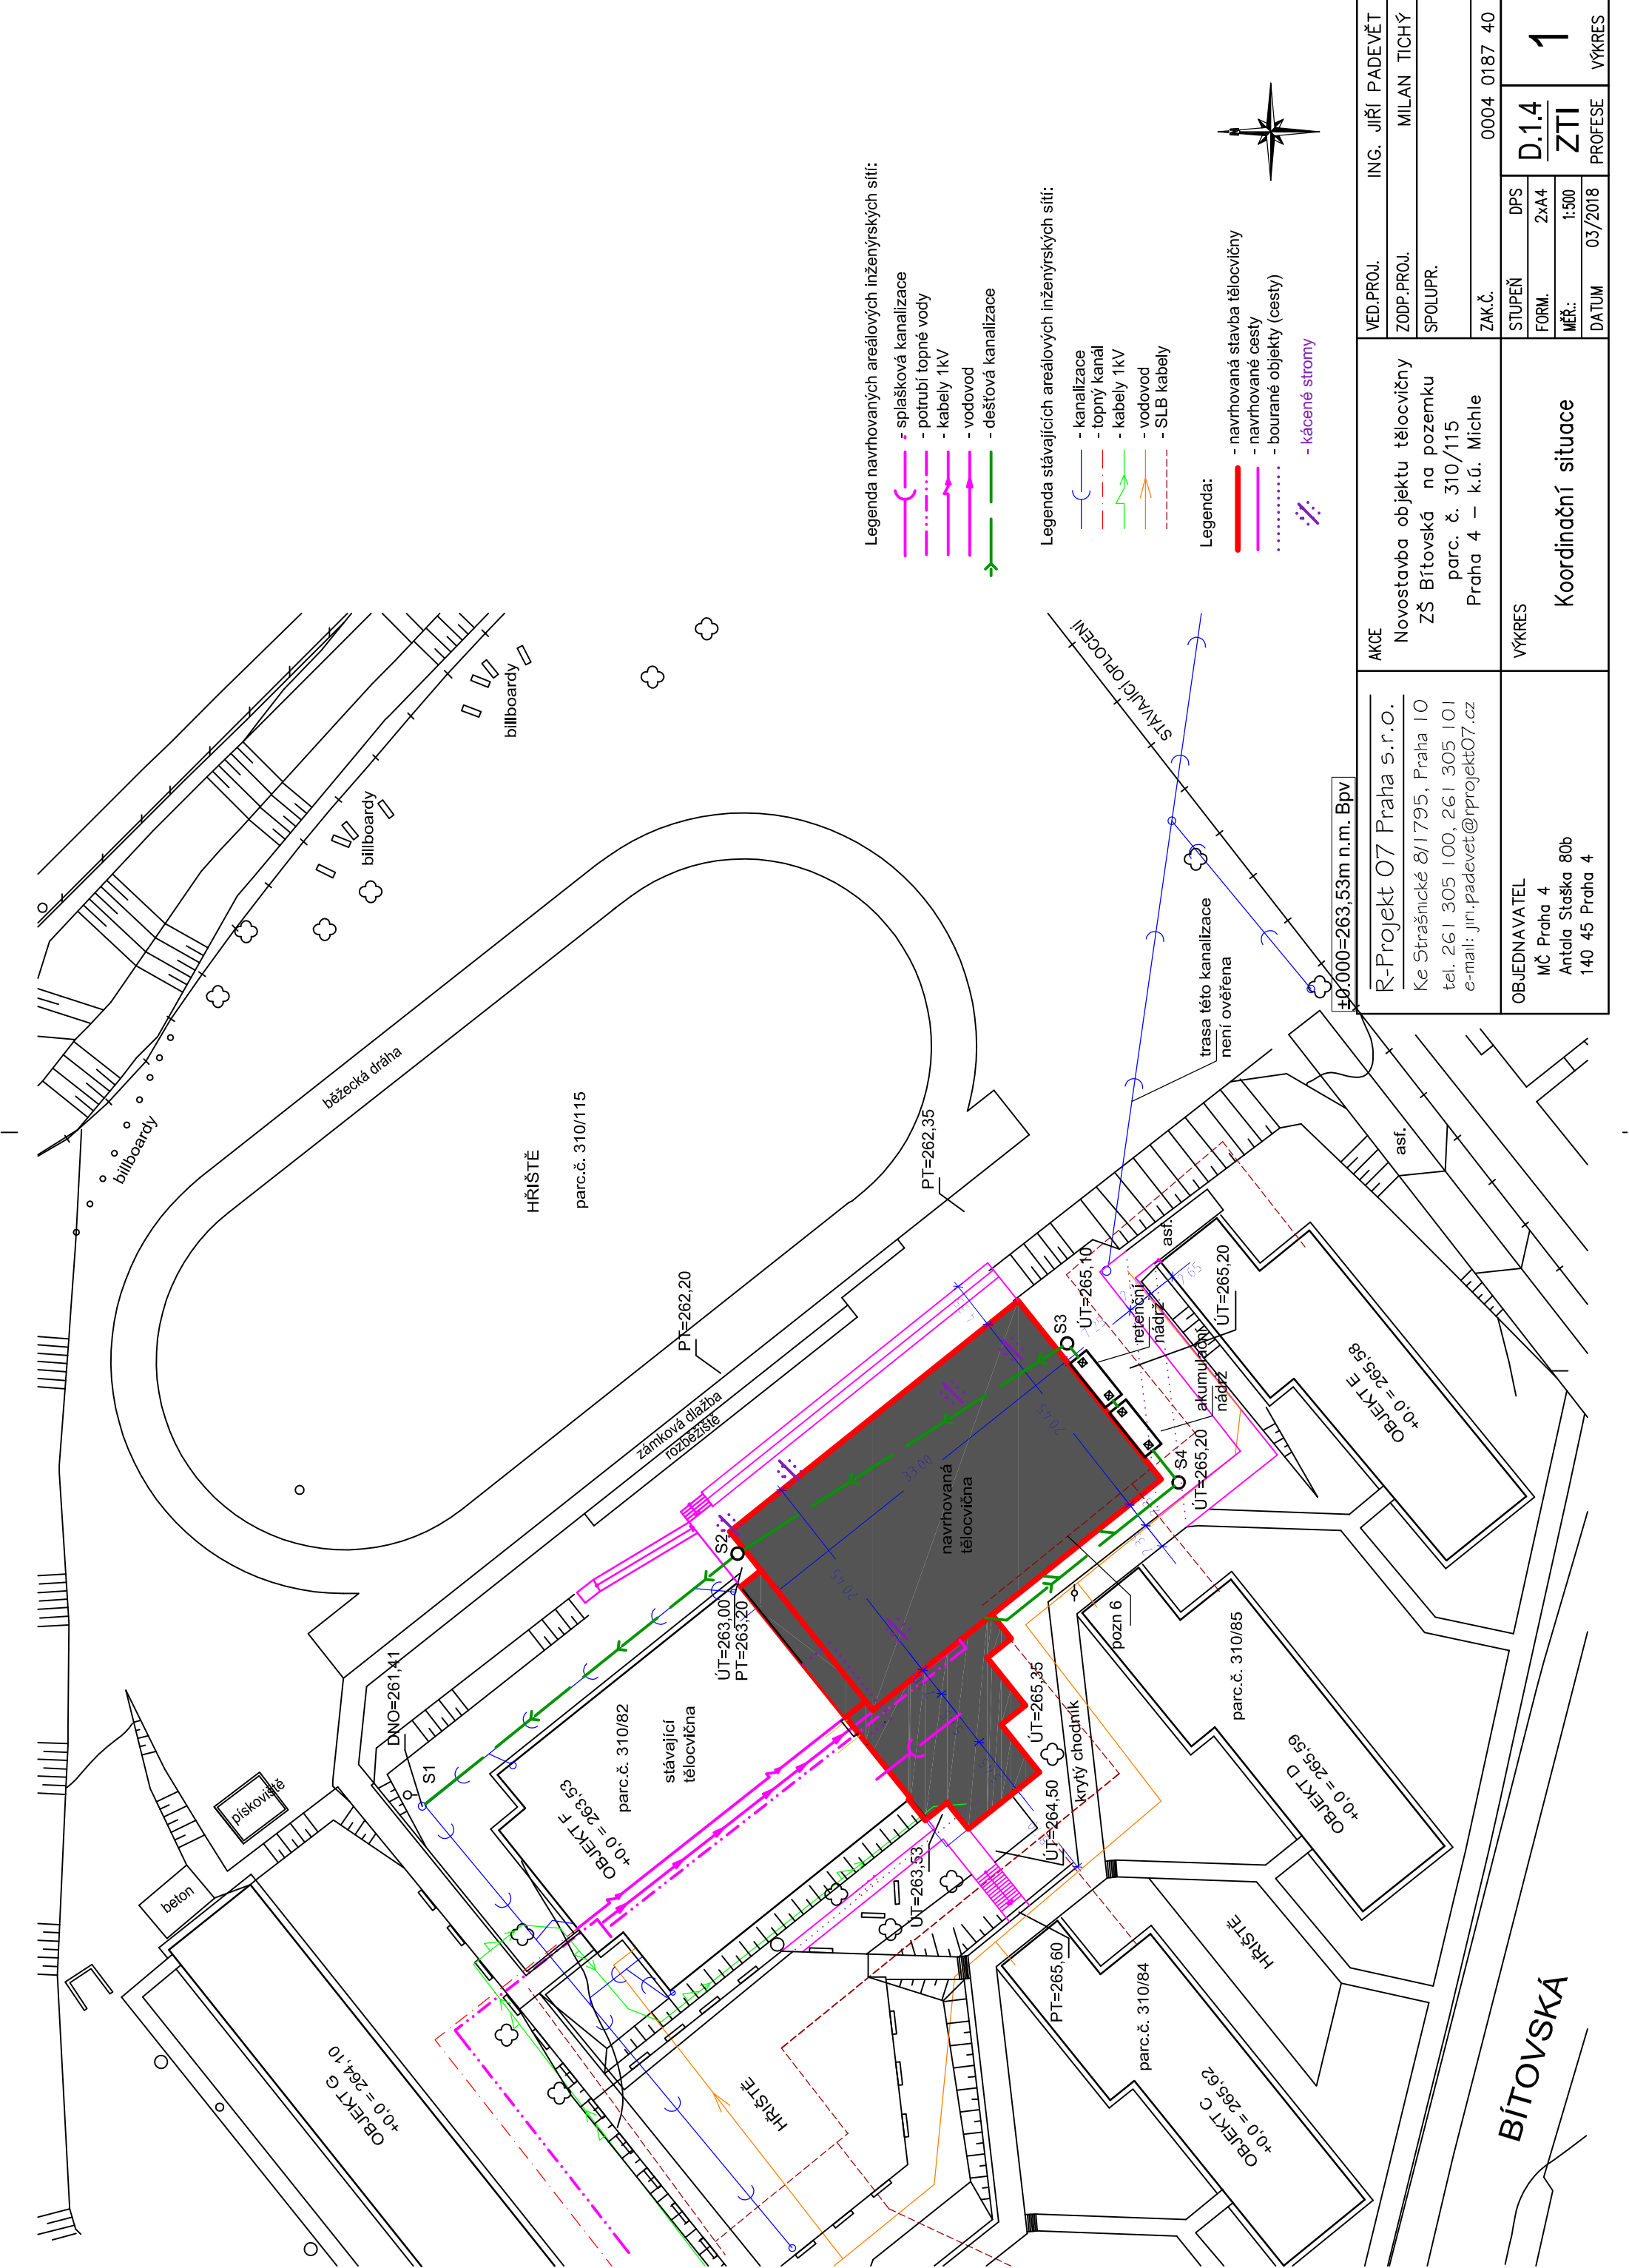 billboardy
billboardy
billboardy
běžecká dráha
HŘIŠTĚ
parc.č. 310/115
PT=262,35
PT=262,20
zámková dlažba
rozběžiště
STÁVAJÍCÍ OPLOCENÍ
trasa této kanalizace
není ověřena
asf.
asf.
pískoviště
beton
DNO=261,41
S1
S2
S3
S4
ÚT=263,00
PT=263,20
ÚT=265,10
retenční
nádrž
akumulační
nádrž
ÚT=265,20
ÚT=265,20
navrhovaná
tělocvična
33.00
20.65
20.65
7.25
2.65
pozn 6
stávající
tělocvična
parc.č. 310/82
OBJEKT F
+0,0 = 263,53
OBJEKT G
+0,0 = 264,10
ÚT=263,53
ÚT=265,35
ÚT=264,50
krytý chodník
PT=265,60
HŘIŠTĚ
HŘIŠTĚ
OBJEKT E
+0,0 = 265,58
parc.č. 310/85
OBJEKT D
+0,0 = 265,59
parc.č. 310/84
OBJEKT C
+0,0 = 265,62
BÍTOVSKÁ
Legenda navrhovaných areálových inženýrských sítí:
- splašková kanalizace
- potrubí topné vody
- kabely 1kV
- vodovod
- dešťová kanalizace
Legenda stávajících areálových inženýrských sítí:
- kanalizace
- topný kanál
- kabely 1kV
- vodovod
- SLB kabely
Legenda:
- navrhovaná stavba tělocvičny
- navrhované cesty
- bourané objekty (cesty)
- kácené stromy
N
±0.000=263,53m n.m. Bpv
R-Projekt 07 Praha s.r.o.
Ke Strašnické 8/1795, Praha 10
tel. 261 305 100, 261 305 101
e-mail: jiri.padevet@rprojekt07.cz
OBJEDNAVATEL
MČ Praha 4
Antala Staška 80b
140 45 Praha 4
AKCE
Novostavba objektu tělocvičny
ZŠ Bítovská na pozemku
parc. č. 310/115
Praha 4 – k.ú. Michle
VÝKRES
Koordinační situace
VED.PROJ. ING. JIŘÍ PADEVĚT
ZODP.PROJ. MILAN TICHÝ
SPOLUPR.
ZAK.Č. 0004 0187 40
STUPEŇ DPS
FORM. 2xA4
MĚŘ.: 1:500
DATUM 03/2018
D.1.4
ZTI
PROFESE
1
VÝKRES